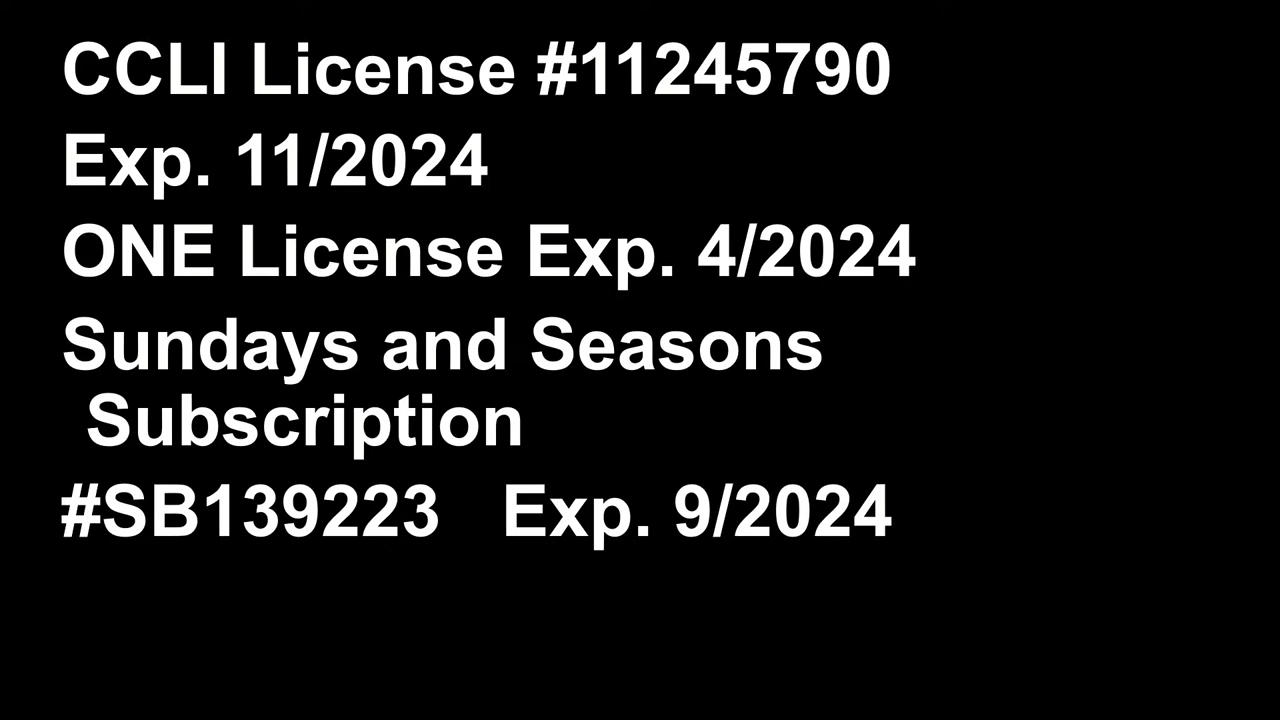 CCLI License #11245790
Exp. 11/2024
ONE License Exp. 4/2024
Sundays and Seasons
Subscription
#SB139223   Exp. 9/2024